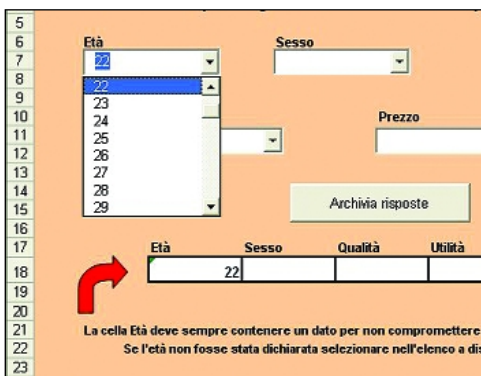 5
6 Età Sesso
7 22
22
8 23
9 24
10 25 Prezzo
11 26
12 27
13 28
14 29
15 Archivia risposte
16
17 Età Sesso Qualità Utilità
18 22
19
20
21 La cella Età deve sempre contenere un dato per non compromettere
22 Se l'età non fosse stata dichiarata selezionare nell'elenco a
23